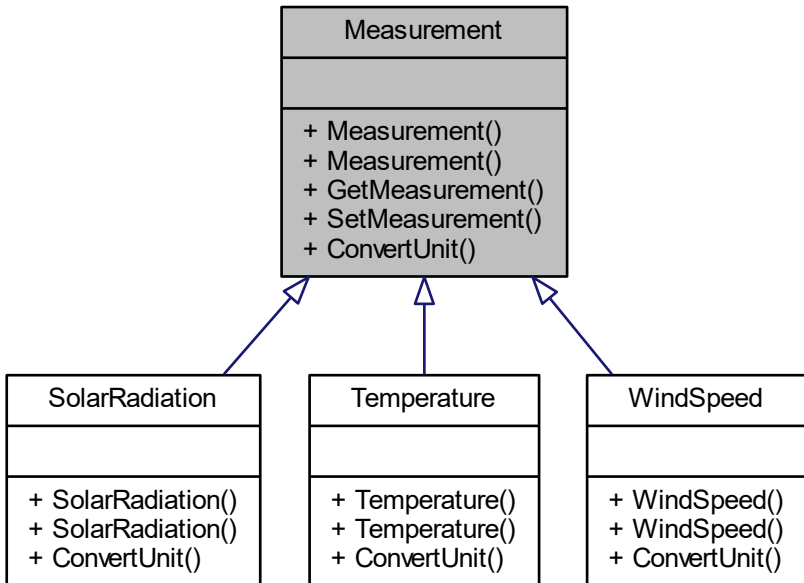 Measurement
+ Measurement()
+ Measurement()
+ GetMeasurement()
+ SetMeasurement()
+ ConvertUnit()
SolarRadiation
+ SolarRadiation()
+ SolarRadiation()
+ ConvertUnit()
Temperature
+ Temperature()
+ Temperature()
+ ConvertUnit()
WindSpeed
+ WindSpeed()
+ WindSpeed()
+ ConvertUnit()